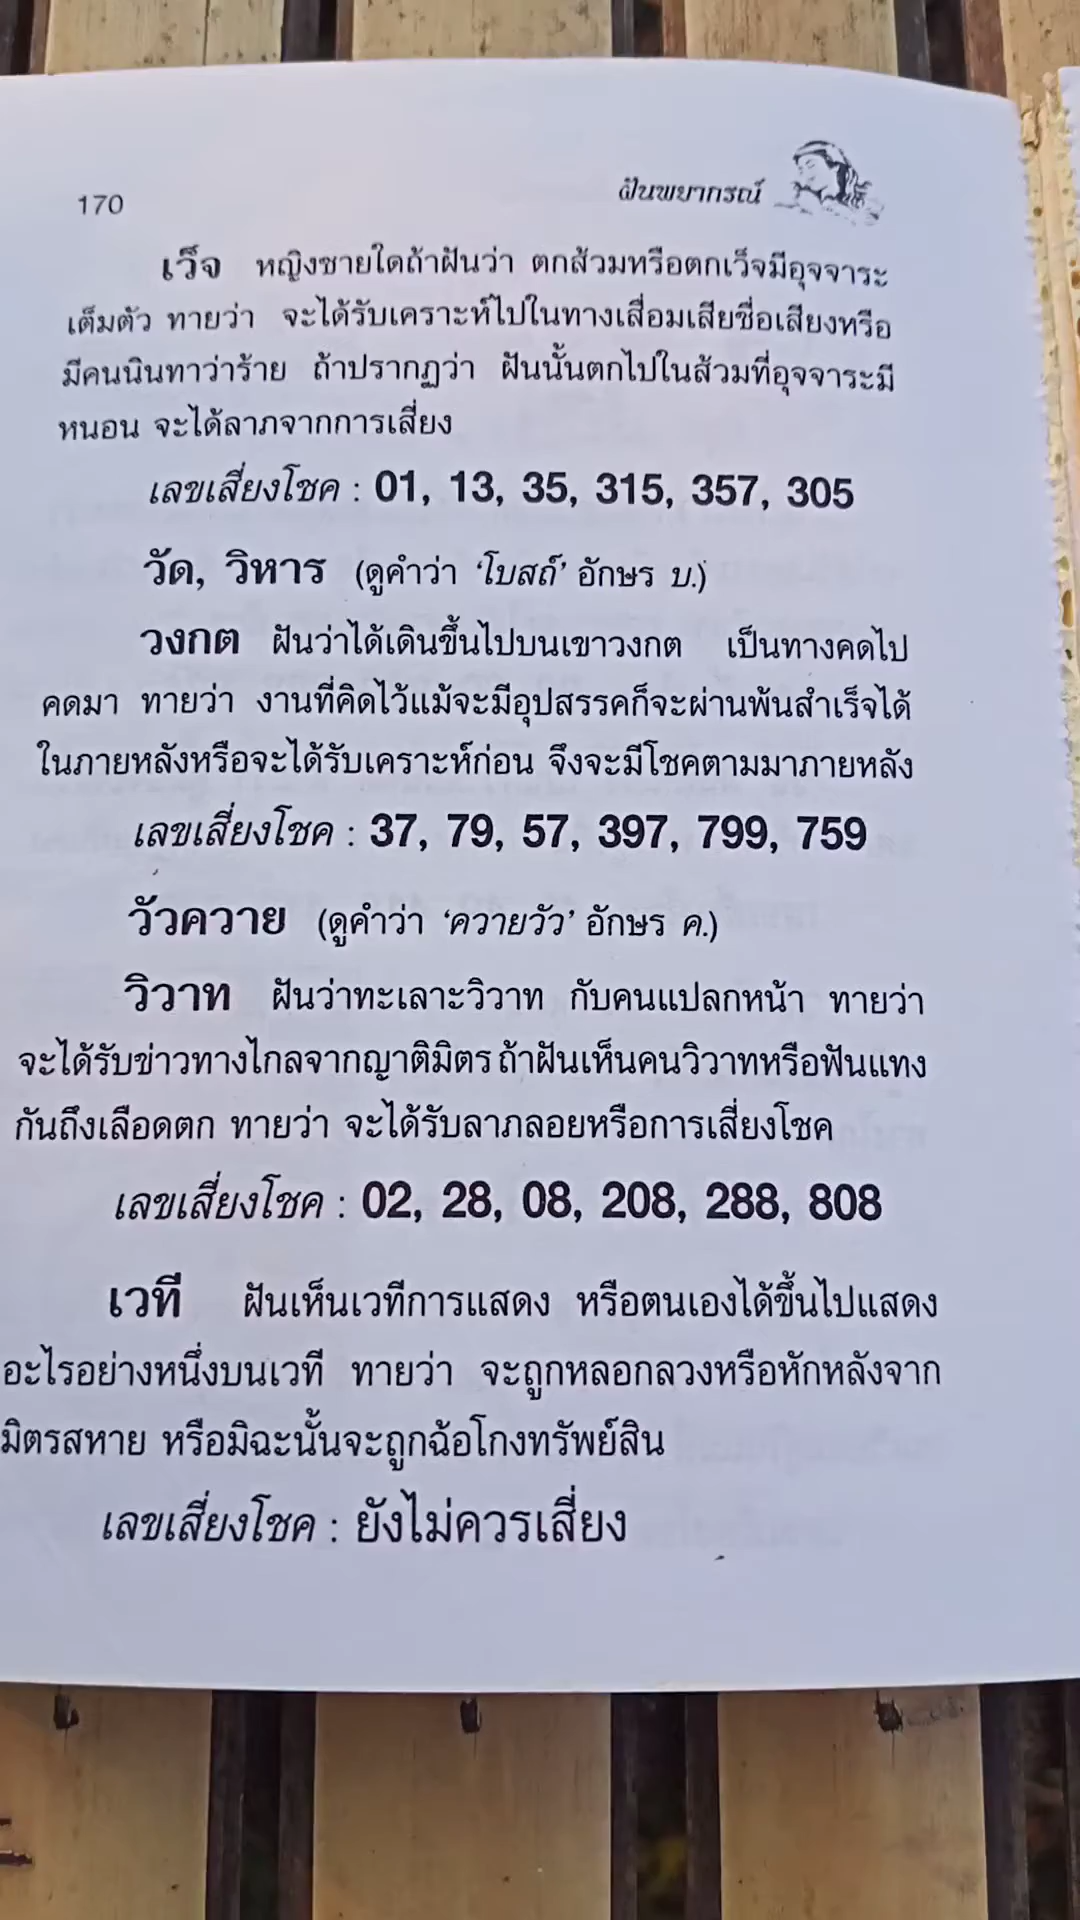 170
ฝันพยากรณ์
เว็จ หญิงชายใดถ้าฝันว่า ตกส้วมหรือตกเว็จมีอุจจาระ
เต็มตัว ทายว่า จะได้รับเคราะห์ไปในทางเสื่อมเสียชื่อเสียงหรือ
มีคนนินทาว่าร้าย ถ้าปรากฏว่า ฝันนั้นตกไปในส้วมที่อุจจาระมี
หนอน จะได้ลาภจากการเสี่ยง
เลขเสี่ยงโชค : 01, 13, 35, 315, 357, 305
วัด, วิหาร (ดูคำว่า ‘โบสถ์’ อักษร บ.)
วงกต ฝันว่าได้เดินขึ้นไปบนเขาวงกต เป็นทางคดไป
คดมา ทายว่า งานที่คิดไว้แม้จะมีอุปสรรคก็จะผ่านพ้นสำเร็จได้
ในภายหลังหรือจะได้รับเคราะห์ก่อน จึงจะมีโชคตามมาภายหลัง
เลขเสี่ยงโชค : 37, 79, 57, 397, 799, 759
วัวควาย (ดูคำว่า ‘ควายวัว’ อักษร ค.)
วิวาท ฝันว่าทะเลาะวิวาท กับคนแปลกหน้า ทายว่า
จะได้รับข่าวทางไกลจากญาติมิตร ถ้าฝันเห็นคนวิวาทหรือฟันแทง
กันถึงเลือดตก ทายว่า จะได้รับลาภลอยหรือการเสี่ยงโชค
เลขเสี่ยงโชค : 02, 28, 08, 208, 288, 808
เวที ฝันเห็นเวทีการแสดง หรือตนเองได้ขึ้นไปแสดง
อะไรอย่างหนึ่งบนเวที ทายว่า จะถูกหลอกลวงหรือหักหลังจาก
มิตรสหาย หรือมิฉะนั้นจะถูกฉ้อโกงทรัพย์สิน
เลขเสี่ยงโชค : ยังไม่ควรเสี่ยง